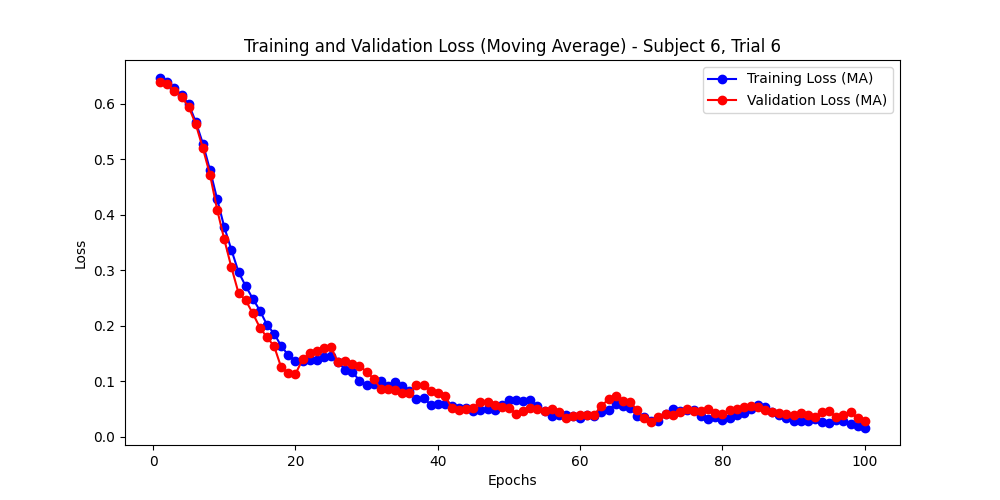 Training and Validation Loss (Moving Average) - Subject 6, Trial 6
Training Loss (MA)
Validation Loss (MA)
0.6
0.5
0.4
0.3
0.2
0.1
0.0
Loss
0
20
40
60
80
100
Epochs